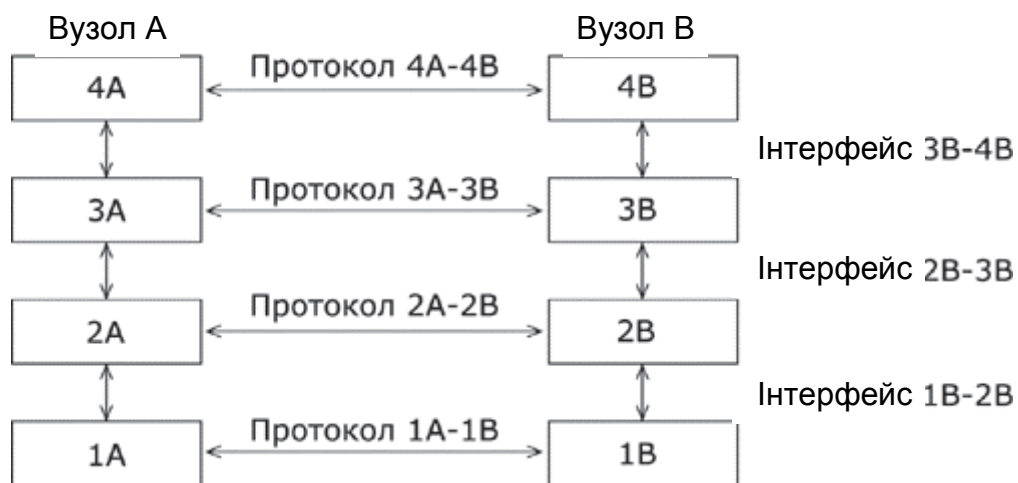 Вузол А Вузол В
Протокол 4А-4В
4А 4В
Інтерфейс 3В-4В
Протокол 3А-3В
3А 3В
Інтерфейс 2В-3В
Протокол 2А-2В
2А 2В
Інтерфейс 1В-2В
Протокол 1А-1В
1А 1В